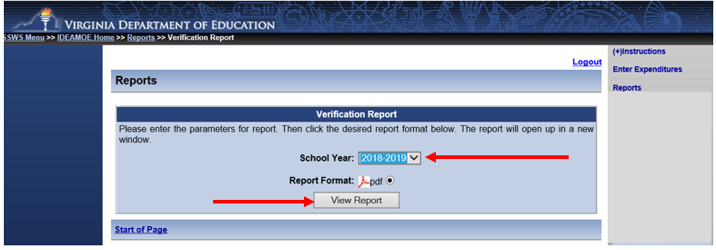 VIRGINIA DEPARTMENT OF EDUCATION
SSWS Menu >> IDEAMOE Home >> Reports >> Verification Report
(+)Instructions
Logout
Enter Expenditures
Reports
Reports
Verification Report
Please enter the parameters for report. Then click the desired report format below. The report will open up in a new
window.
School Year: 2018-2019
Report Format: pdf
View Report
Start of Page